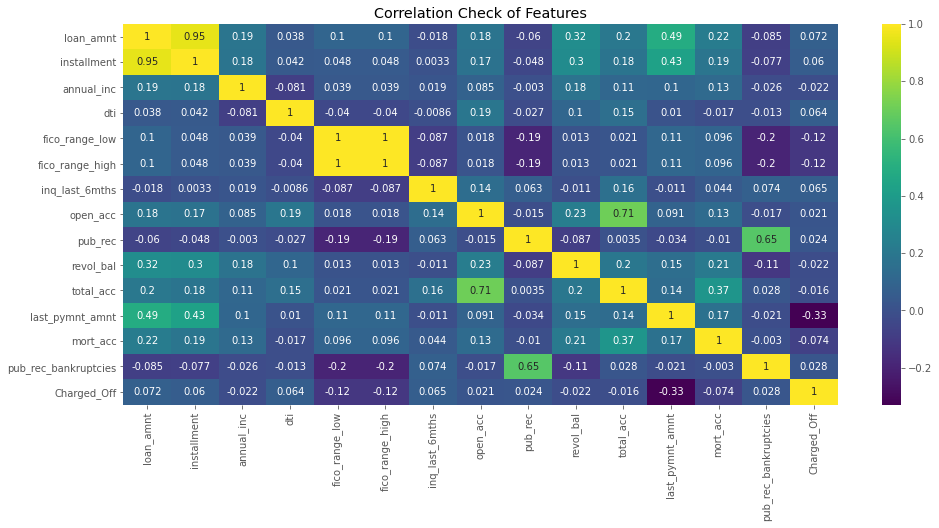 Correlation Check of Features
loan_amnt 1 0.95 0.19 0.038 0.1 0.1 -0.018 0.18 -0.06 0.32 0.2 0.49 0.22 -0.085 0.072
installment 0.95 1 0.18 0.042 0.048 0.048 0.0033 0.17 -0.048 0.3 0.18 0.43 0.19 -0.077 0.06
annual_inc 0.19 0.18 1 -0.081 0.039 0.039 0.019 0.085 -0.003 0.18 0.11 0.1 0.13 -0.026 -0.022
dti 0.038 0.042 -0.081 1 -0.04 -0.04 -0.0086 0.19 -0.027 0.1 0.15 0.01 -0.017 -0.013 0.064
fico_range_low 0.1 0.048 0.039 -0.04 1 1 -0.087 0.018 -0.19 0.013 0.021 0.11 0.096 -0.2 -0.12
fico_range_high 0.1 0.048 0.039 -0.04 1 1 -0.087 0.018 -0.19 0.013 0.021 0.11 0.096 -0.2 -0.12
inq_last_6mths -0.018 0.0033 0.019 -0.0086 -0.087 -0.087 1 0.14 0.063 -0.011 0.16 -0.011 0.044 0.074 0.065
open_acc 0.18 0.17 0.085 0.19 0.018 0.018 0.14 1 -0.015 0.23 0.71 0.091 0.13 -0.017 0.021
pub_rec -0.06 -0.048 -0.003 -0.027 -0.19 -0.19 0.063 -0.015 1 -0.087 0.0035 -0.034 -0.01 0.65 0.024
revol_bal 0.32 0.3 0.18 0.1 0.013 0.013 -0.011 0.23 -0.087 1 0.2 0.15 0.21 -0.11 -0.022
total_acc 0.2 0.18 0.11 0.15 0.021 0.021 0.16 0.71 0.0035 0.2 1 0.14 0.37 0.028 -0.016
last_pymnt_amnt 0.49 0.43 0.1 0.01 0.11 0.11 -0.011 0.091 -0.034 0.15 0.14 1 0.17 -0.021 -0.33
mort_acc 0.22 0.19 0.13 -0.017 0.096 0.096 0.044 0.13 -0.01 0.21 0.37 0.17 1 -0.003 -0.074
pub_rec_bankruptcies -0.085 -0.077 -0.026 -0.013 -0.2 -0.2 0.074 -0.017 0.65 -0.11 0.028 -0.021 -0.003 1 0.028
Charged_Off 0.072 0.06 -0.022 0.064 -0.12 -0.12 0.065 0.021 0.024 -0.022 -0.016 -0.33 -0.074 0.028 1
loan_amnt
installment
annual_inc
dti
fico_range_low
fico_range_high
inq_last_6mths
open_acc
pub_rec
revol_bal
total_acc
last_pymnt_amnt
mort_acc
pub_rec_bankruptcies
Charged_Off
1.0
0.8
0.6
0.4
0.2
0.0
−0.2